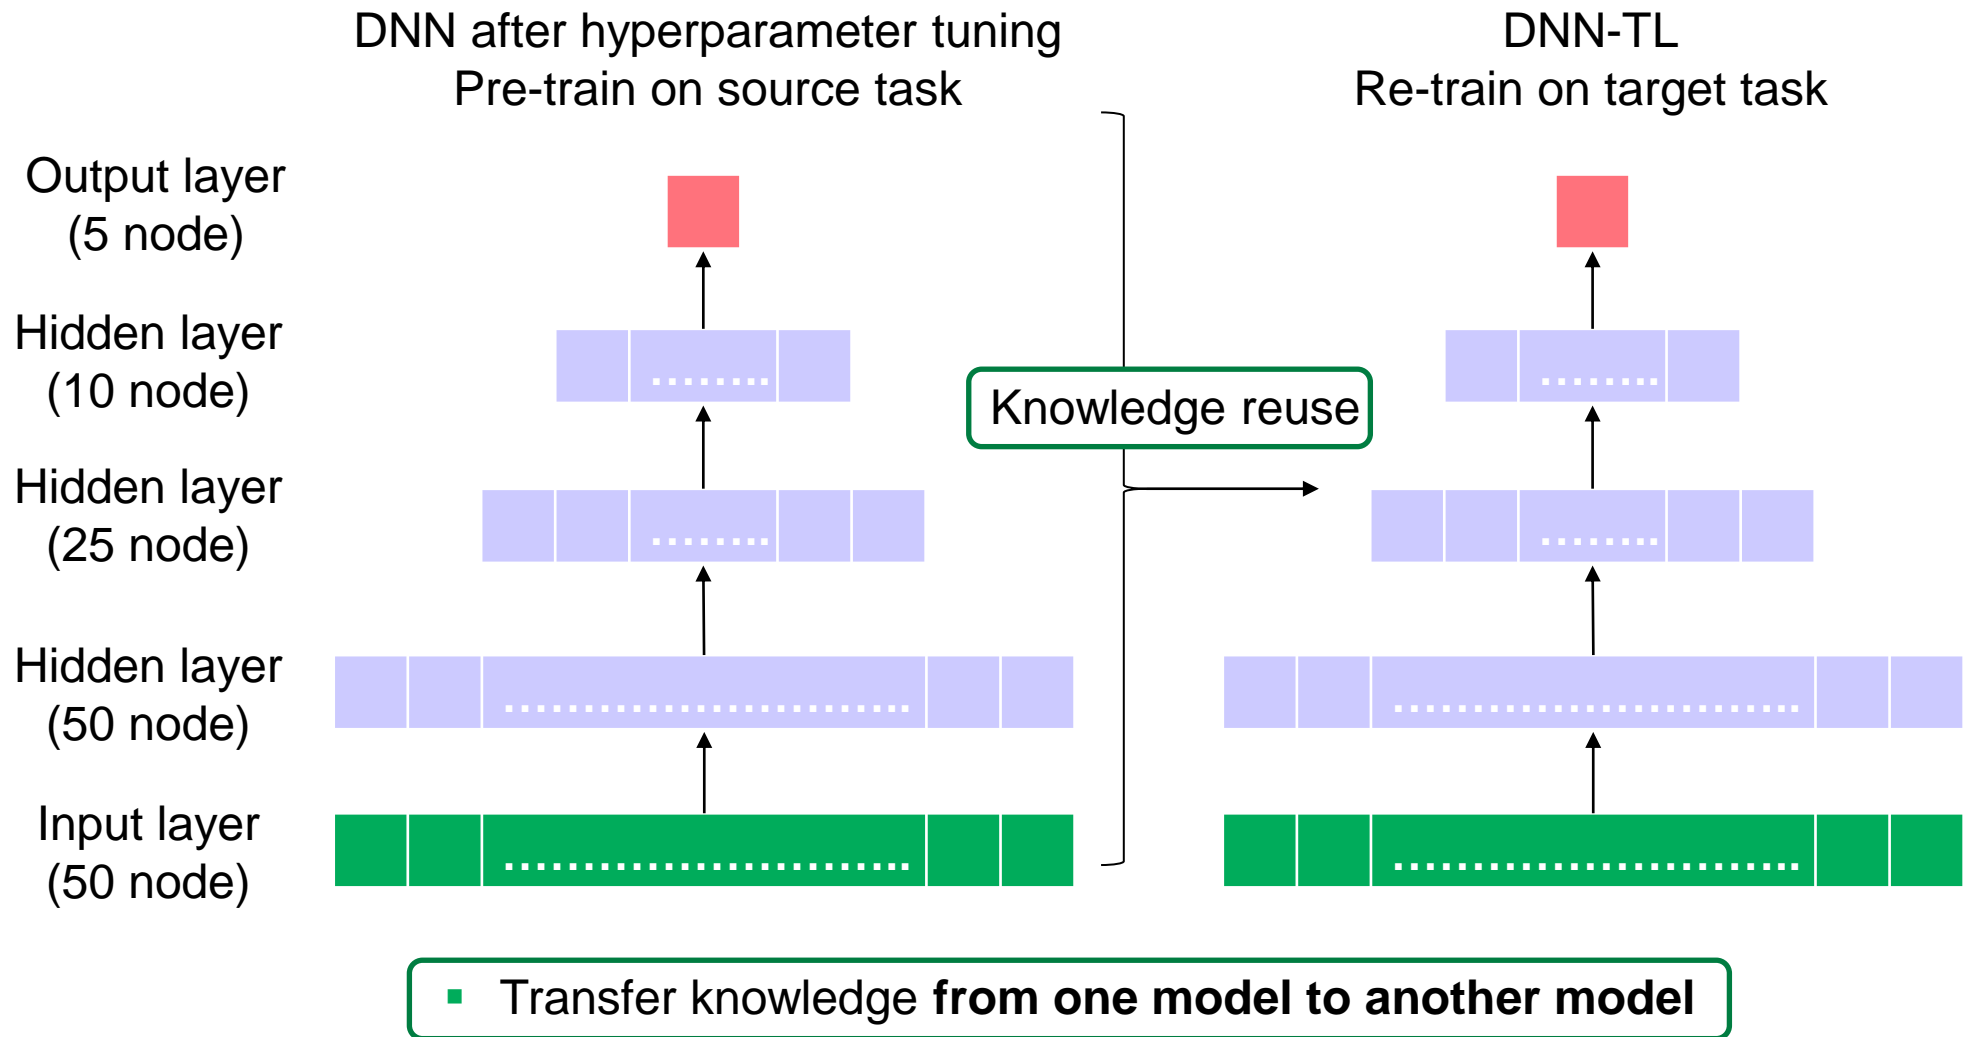 DNN after hyperparameter tuning
Pre-train on source task
DNN-TL
Re-train on target task
Output layer
(5 node)
Hidden layer
(10 node)
Knowledge reuse
Hidden layer
(25 node)
Hidden layer
(50 node)
Input layer
(50 node)
▪ Transfer knowledge from one model to another model